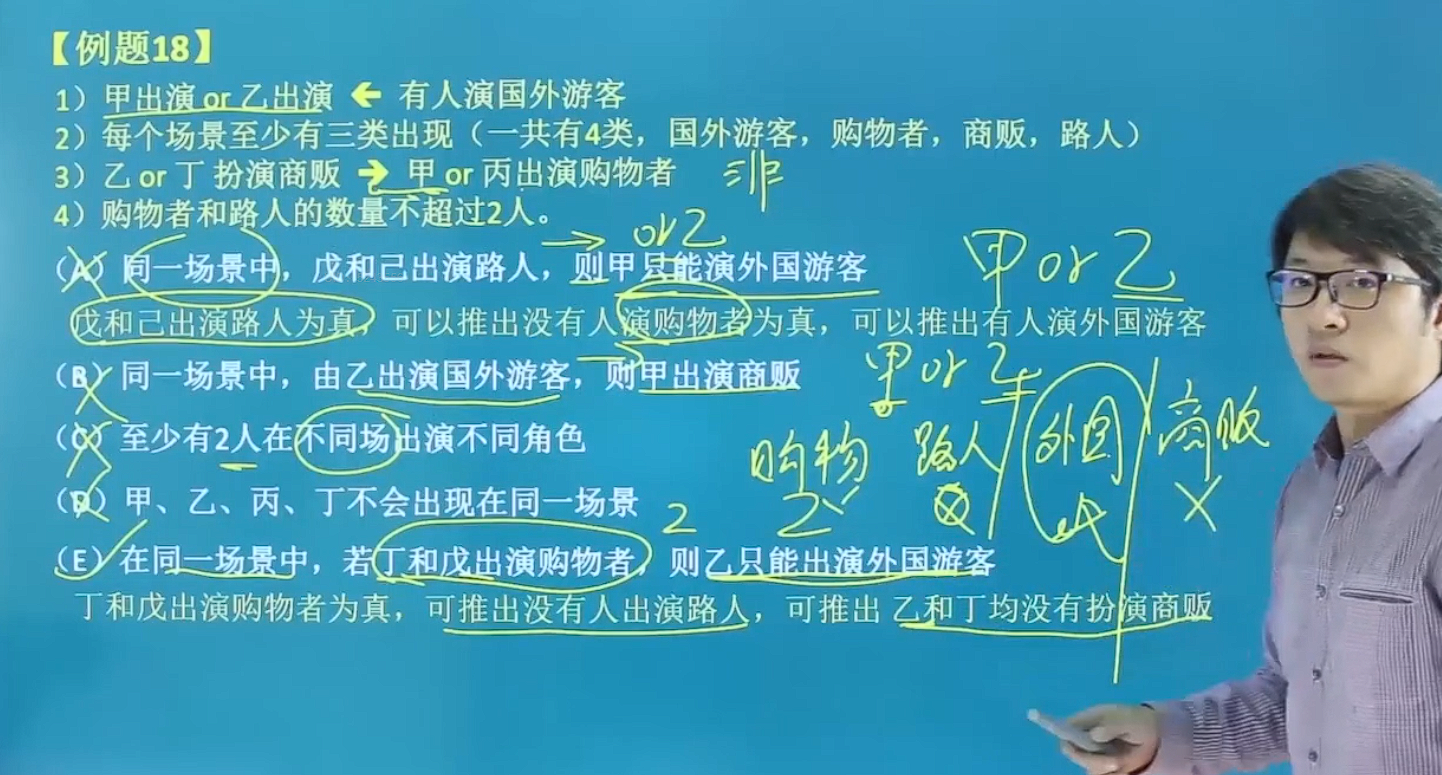 【例题18】
1）甲出演 or 乙出演 ← 有人演国外游客
2）每个场景至少有三类出现（一共有4类，国外游客，购物者，商贩，路人）
3）乙 or 丁 扮演商贩 → 甲 or 丙出演购物者 非
4）购物者和路人的数量不超过2人。
or 乙
（A）同一场景中，戊和己出演路人，则甲只能演外国游客
甲 or 乙
戊和己出演路人为真，可以推出没有人演购物者为真，可以推出有人演外国游客
（B）同一场景中，由乙出演国外游客，则甲出演商贩
甲 or 乙
（C）至少有2人在不同场出演不同角色
购物 路人 外国 商贩
（D）甲、乙、丙、丁不会出现在同一场景
2 2
（E）在同一场景中，若丁和戊出演购物者，则乙只能出演外国游客
丁和戊出演购物者为真，可推出没有人出演路人，可推出 乙和丁均没有扮演商贩